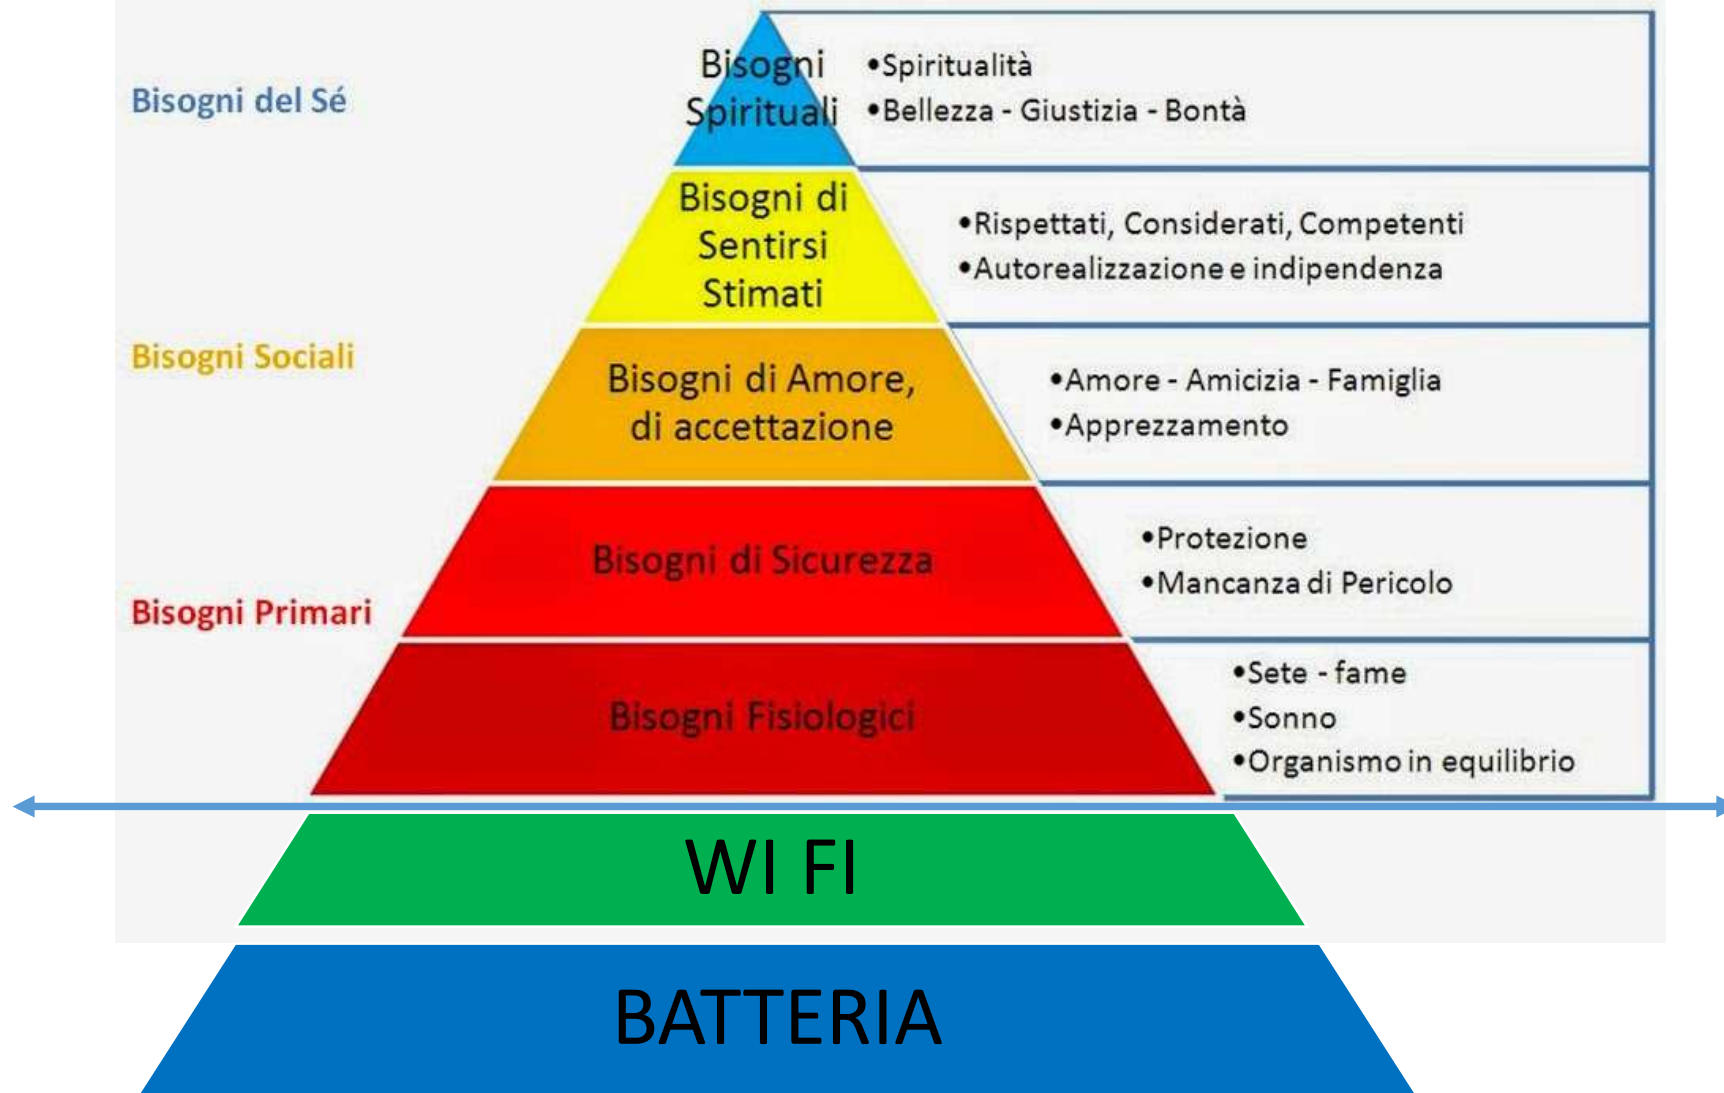 Bisogni del Sé
Bisogni
Spirituali
•Spiritualità
•Bellezza - Giustizia - Bontà
Bisogni di
Sentirsi
Stimati
•Rispettati, Considerati, Competenti
•Autorealizzazione e indipendenza
Bisogni Sociali
Bisogni di Amore,
di accettazione
•Amore - Amicizia - Famiglia
•Apprezzamento
Bisogni di Sicurezza
•Protezione
•Mancanza di Pericolo
Bisogni Primari
Bisogni Fisiologici
•Sete - fame
•Sonno
•Organismo in equilibrio
WI FI
BATTERIA